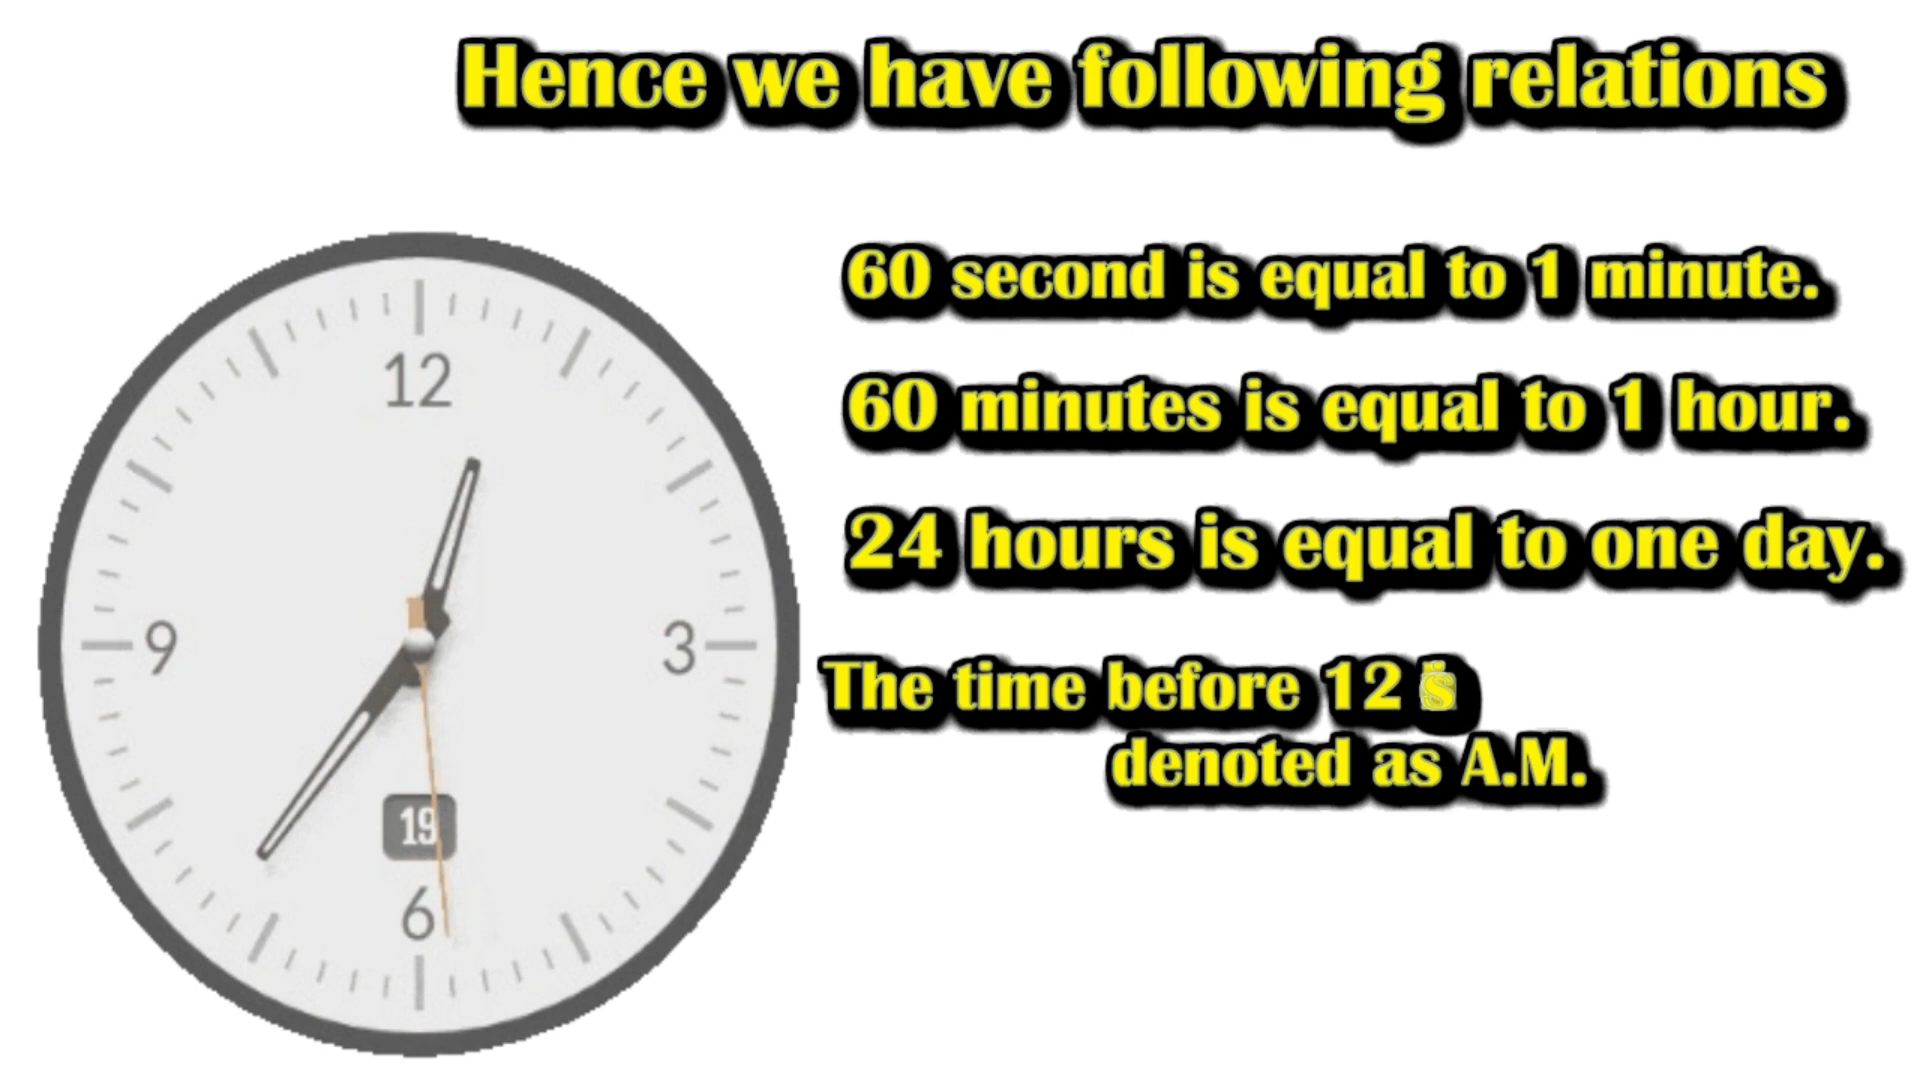 Hence we have following relations
60 second is equal to 1 minute.
60 minutes is equal to 1 hour.
24 hours is equal to one day.
The time before 12
denoted as A.M.
12
9
3
19
6